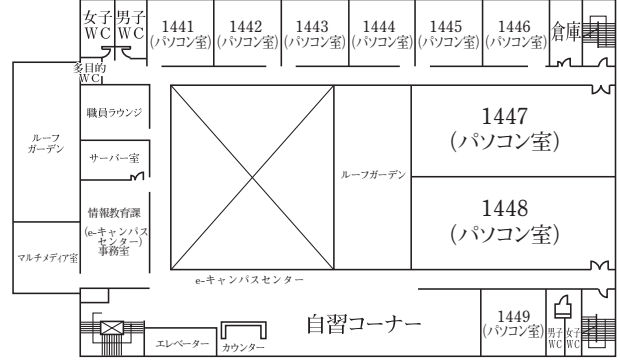 女子
WC
男子
WC
1441
(パソコン室)
1442
(パソコン室)
1443
(パソコン室)
1444
(パソコン室)
1445
(パソコン室)
1446
(パソコン室)
倉庫
多目的
WC
職員ラウンジ
ルーフ
ガーデン
サーバー室
情報教育課
(e-キャンパス
センター)
事務室
マルチメディア室
ルーフガーデン
1447
(パソコン室)
1448
(パソコン室)
e-キャンパスセンター
自習コーナー
1449
(パソコン室)
男子
WC
女子
WC
エレベーター
カウンター